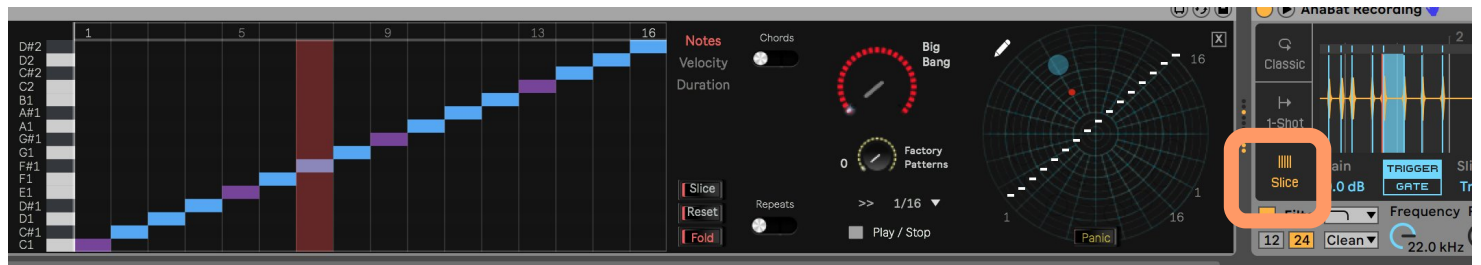 AnaBat Recording
1 5 9 13 16
D#2
D2
C#2
C2
B1
A#1
A1
G#1
G1
F#1
F1
E1
D#1
D1
C#1
C1
Notes
Velocity
Duration
Slice
Reset
Fold
Chords
Repeats
Big
Bang
0
Factory
Patterns
>> 1/16 ▼
Play / Stop
X
16
1
1
16
Panic
2
Classic
1-Shot
Slice
TRIGGER
GATE
.0 dB
Frequency
12 24 Clean ▼ 22.0 kHz